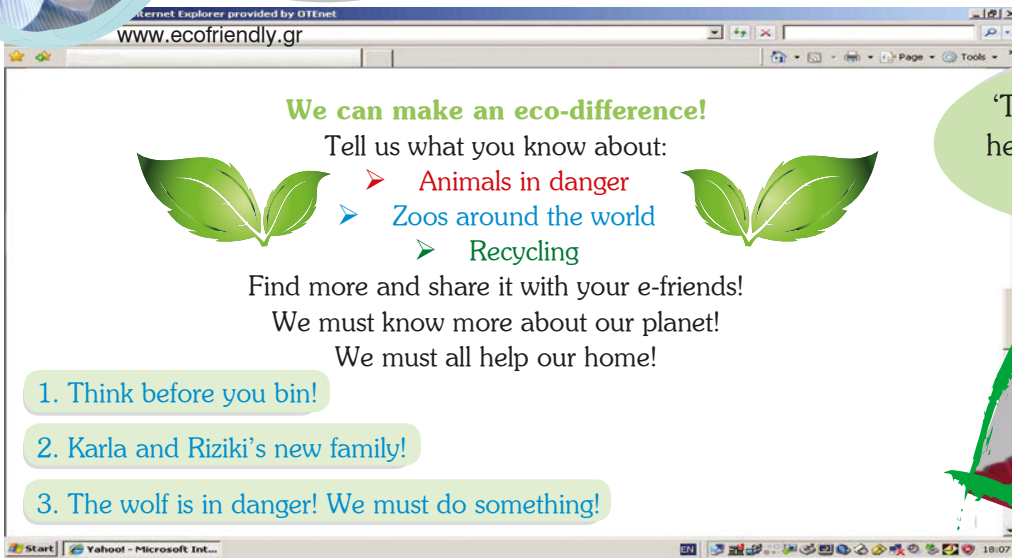 Internet Explorer provided by OTEnet
www.ecofriendly.gr
Page
Tools
We can make an eco-difference!
Tell us what you know about:
➢ Animals in danger
➢ Zoos around the world
➢ Recycling
Find more and share it with your e-friends!
We must know more about our planet!
We must all help our home!
1. Think before you bin!
2. Karla and Riziki’s new family!
3. The wolf is in danger! We must do something!
Start
Yahoo! - Microsoft Int...
EN
18:07